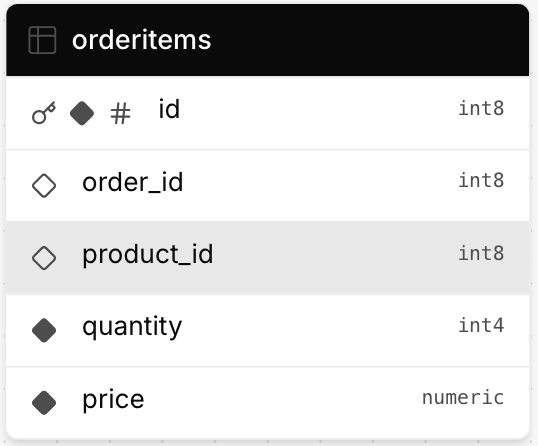 orderitems
# id int8
order_id int8
product_id int8
quantity int4
price numeric